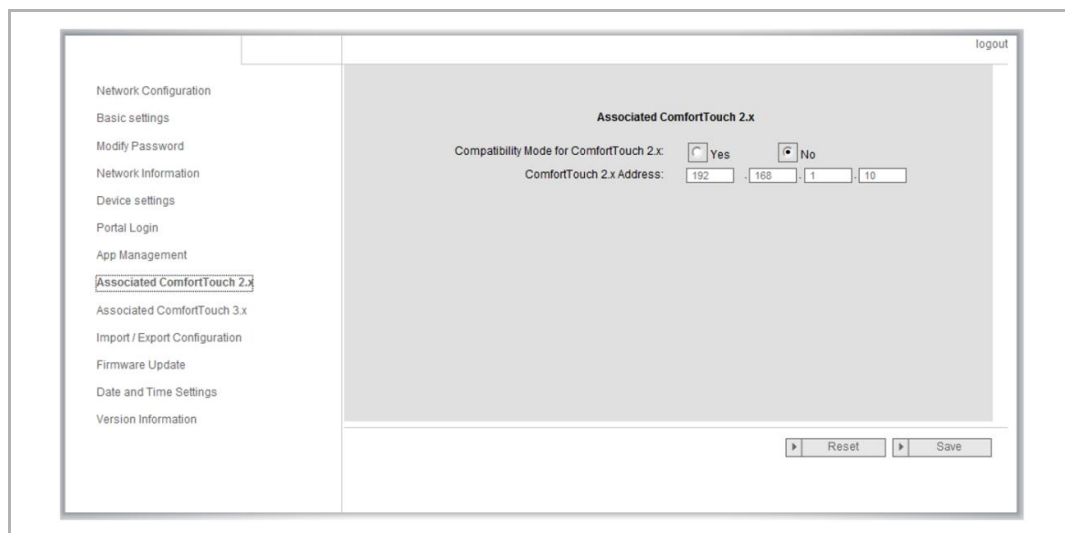 logout
Network Configuration
Basic settings
Modify Password
Network Information
Device settings
Portal Login
App Management
Associated ComfortTouch 2.x
Associated ComfortTouch 3.x
Import / Export Configuration
Firmware Update
Date and Time Settings
Version Information
Associated ComfortTouch 2.x
Compatibility Mode for ComfortTouch 2.x: Yes No
ComfortTouch 2.x Address: 192 . 168 . 1 . 10
Reset Save